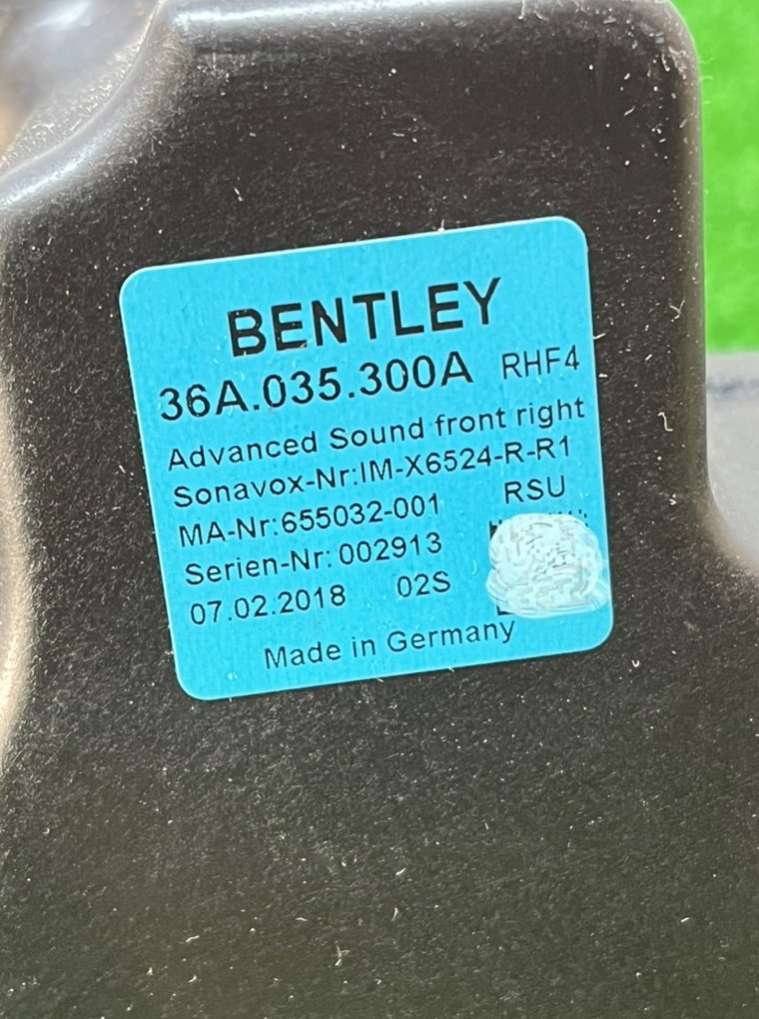 BENTLEY
36A.035.300A RHF4
Advanced Sound front right
Sonavox-Nr:IM-X6524-R-R1
MA-Nr:655032-001 RSU
Serien-Nr: 002913
07.02.2018 02S
Made in Germany